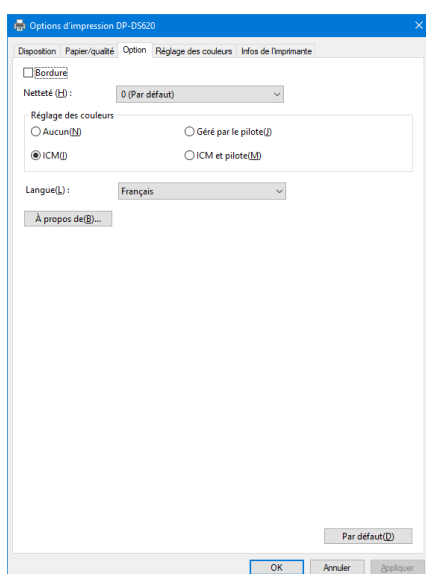 Options d'impression DP-DS620
Disposition Papier/qualité Option Réglage des couleurs Infos de l'imprimante
Bordure
Netteté (H) : 0 (Par défaut)
Réglage des couleurs
Aucun(N) Géré par le pilote(J)
ICM(I) ICM et pilote(M)
Langue(L) : Français
À propos de(B)...
Par défaut(D)
OK Annuler Appliquer